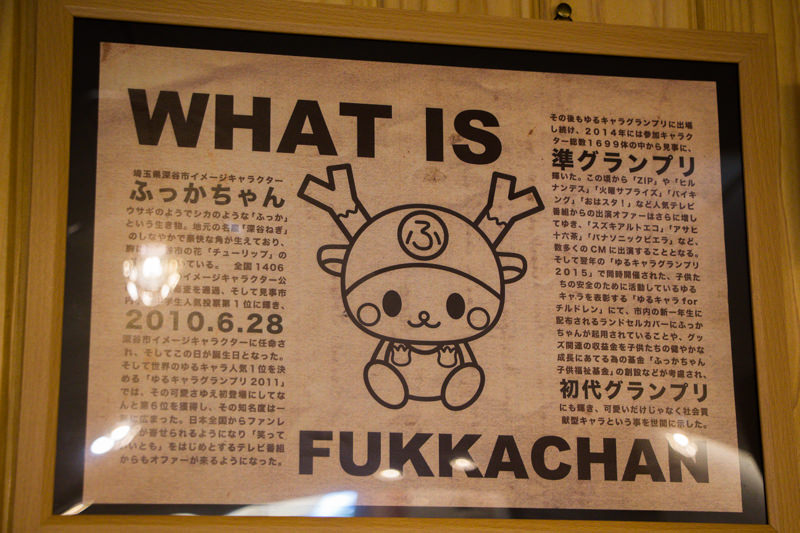 WHAT IS
埼玉県深谷市イメージキャラクター
ふっかちゃん
ウサギのようでシカのような「ふっか」
という生き物。地元の名産「深谷ねぎ」
のしなやかで豪快な角が生えており、
市の花「チューリップ」の
ている。 全国1406
イメージキャラクター公
を通過、そして見事市
学生人気投票第1位に輝き、
2010.6.28
深谷市イメージキャラクターに任命さ
れ、そしてこの日が誕生日となった。
そして世界のゆるキャラ人気1位を決
める「ゆるキャラグランプリ2011」
では、その可愛さゆえ初登場にしてな
んと第6位を獲得し、その知名度は一
に広まった。日本全国からファンレ
が寄せられるようになり「笑って
いいとも」をはじめとするテレビ番組
からもオファーが来るようになった。
ふ
その後もゆるキャラグランプリに出場
し続け、2014年には参加キャラク
ター総数1699体の中から見事に、
準グランプリ
輝いた。この頃から「ZIP」や「ヒル
ナンデス」「火曜サプライズ」「バイキ
ング」「おはスタ!」など人気テレビ
番組からの出演オファーはさらに増し
てゆき、「スズキアルトエコ」「アサヒ
十六茶」「パナソニックビエラ」など、
数多くのCMに出演することとなる。
そして翌年の「ゆるキャラグランプリ
2015」で同時開催された、子供た
ちの安全のために活動しているゆる
キャラを表彰する「ゆるキャラfor
チルドレン」にて、市内の新一年生に
配布されるランドセルカバーにふっか
ちゃんが起用されていることや、グッ
ズ関連の収益金を子供たちの健やかな
成長にあてる為の基金「ふっかちゃん
子供福祉基金」の創設などが考慮され、
初代グランプリ
にも輝き、可愛いだけじゃなく社会貢
献型キャラという事を世間に示した。
FUKKACHAN